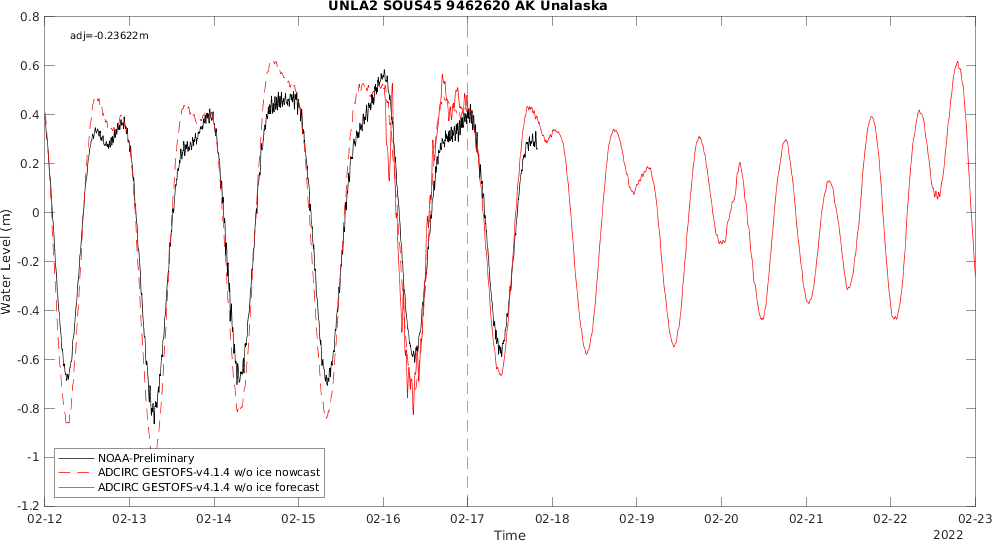 UNLA2 SOUS45 9462620 AK Unalaska
adj=-0.23622m
0.8
0.6
0.4
0.2
0
-0.2
-0.4
-0.6
-0.8
-1
-1.2
Water Level (m)
NOAA-Preliminary
ADCIRC GESTOFS-v4.1.4 w/o ice nowcast
ADCIRC GESTOFS-v4.1.4 w/o ice forecast
02-12 02-13 02-14 02-15 02-16 02-17 02-18 02-19 02-20 02-21 02-22 02-23
Time
2022